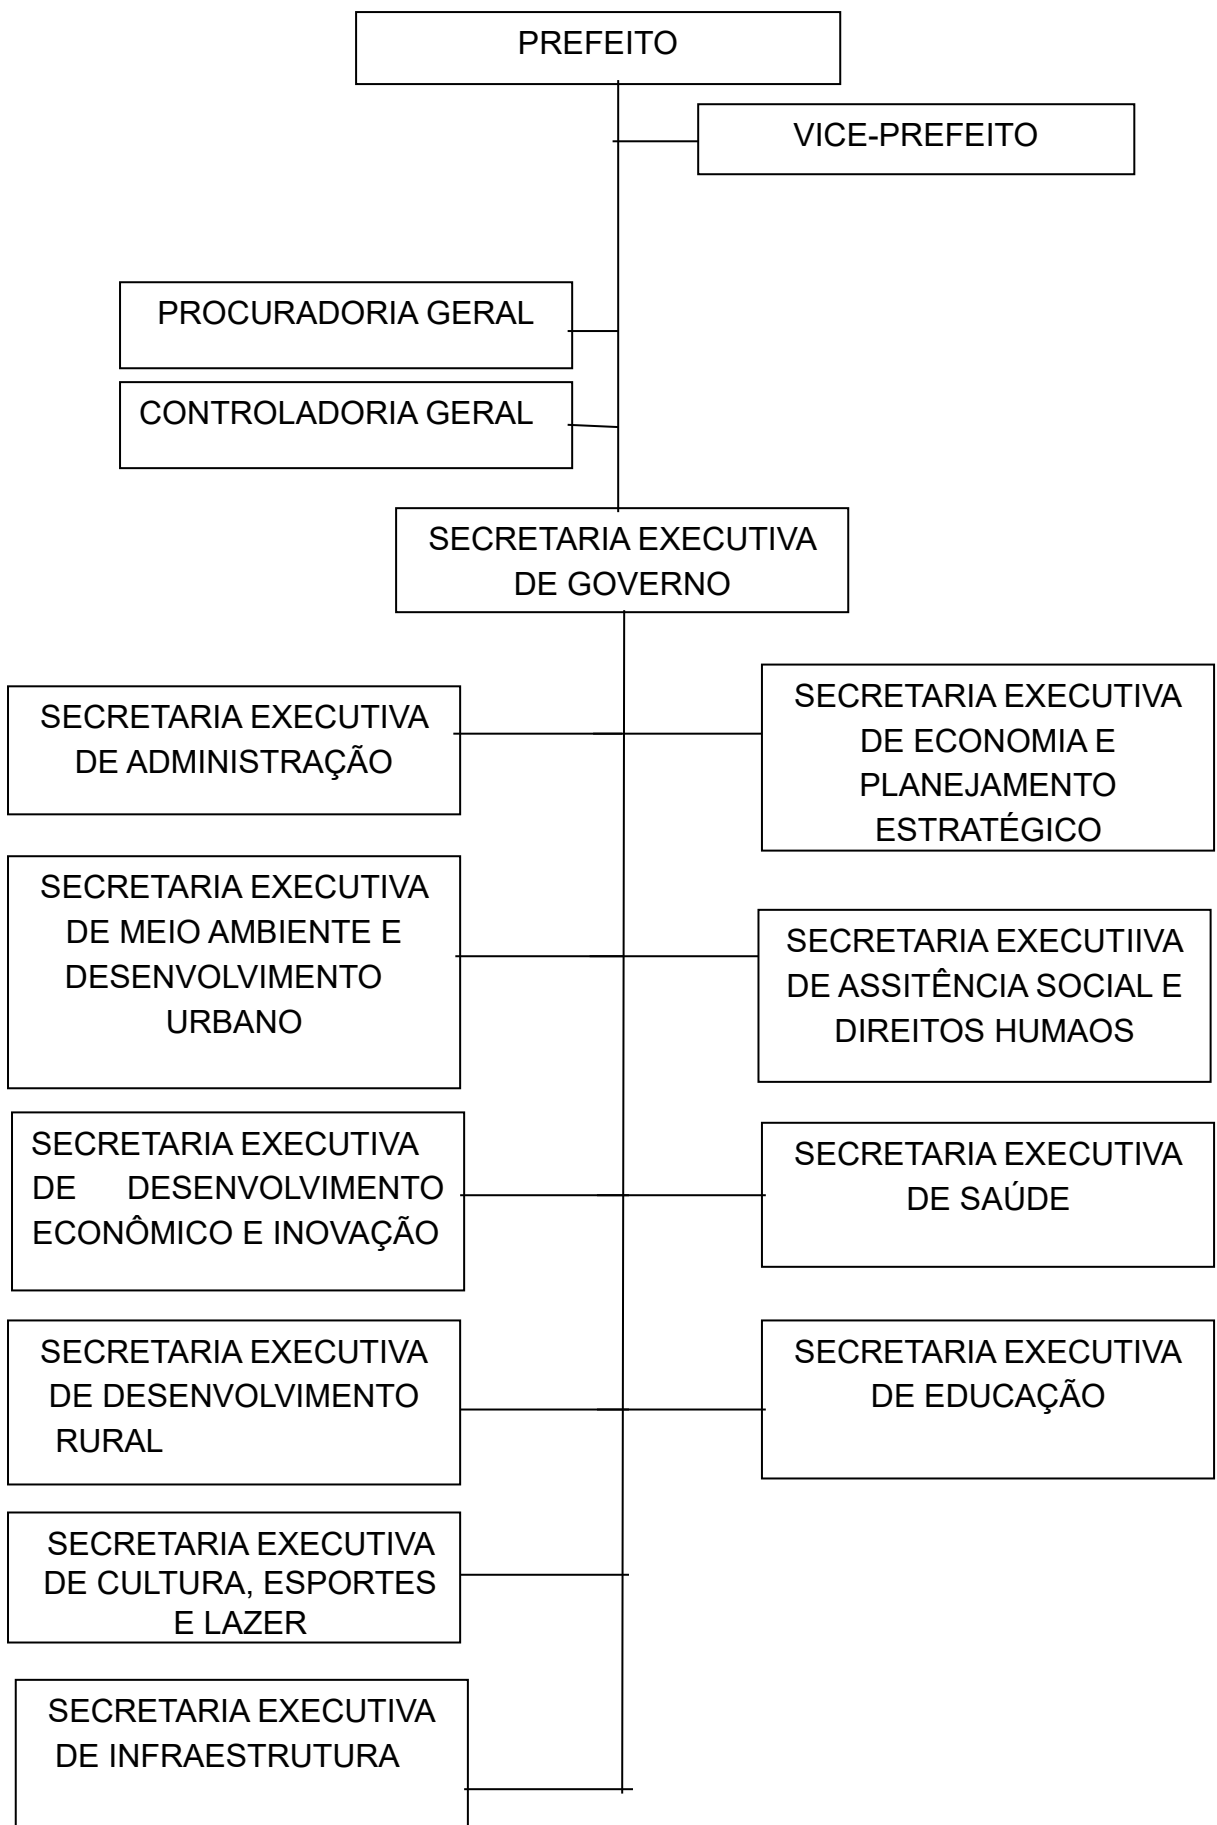 PREFEITO
VICE-PREFEITO
PROCURADORIA GERAL
CONTROLADORIA GERAL
SECRETARIA EXECUTIVA
DE GOVERNO
SECRETARIA EXECUTIVA
DE ADMINISTRAÇÃO
SECRETARIA EXECUTIVA
DE ECONOMIA E
PLANEJAMENTO
ESTRATÉGICO
SECRETARIA EXECUTIVA
DE MEIO AMBIENTE E
DESENVOLVIMENTO
URBANO
SECRETARIA EXECUTIIVA
DE ASSITÊNCIA SOCIAL E
DIREITOS HUMAOS
SECRETARIA EXECUTIVA
DE DESENVOLVIMENTO
ECONÔMICO E INOVAÇÃO
SECRETARIA EXECUTIVA
DE SAÚDE
SECRETARIA EXECUTIVA
DE DESENVOLVIMENTO
RURAL
SECRETARIA EXECUTIVA
DE EDUCAÇÃO
SECRETARIA EXECUTIVA
DE CULTURA, ESPORTES
E LAZER
SECRETARIA EXECUTIVA
DE INFRAESTRUTURA